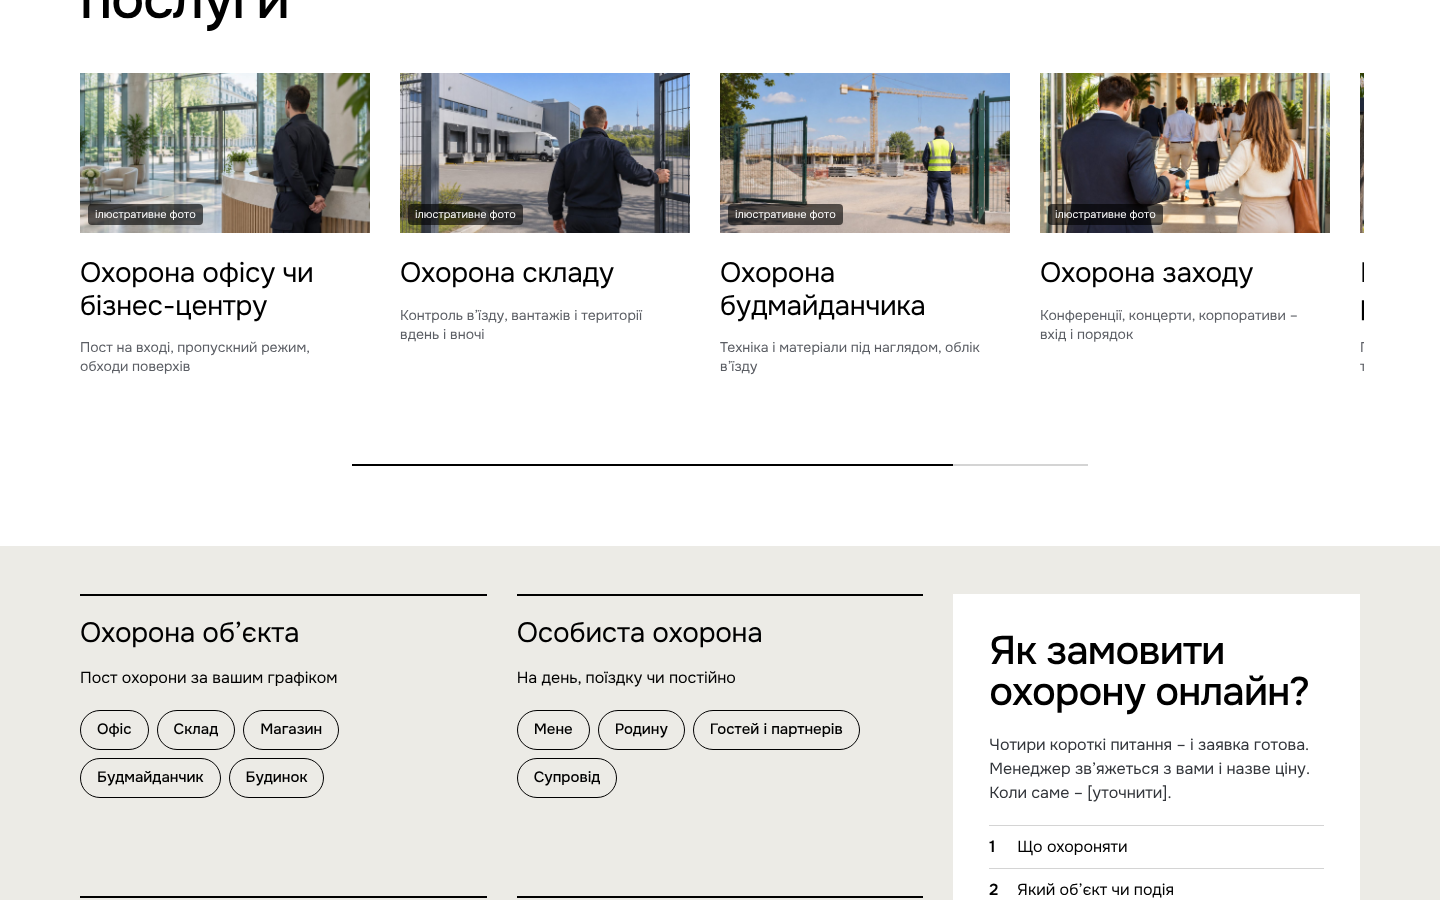 послуги
ілюстративне фото
ілюстративне фото
ілюстративне фото
ілюстративне фото
Охорона офісу чи
бізнес-центру
Пост на вході, пропускний режим,
обходи поверхів
Охорона складу
Контроль в’їзду, вантажів і території
вдень і вночі
Охорона
будмайданчика
Техніка і матеріали під наглядом, облік
в’їзду
Охорона заходу
Конференції, концерти, корпоративи –
вхід і порядок
Охорона об’єкта
Пост охорони за вашим графіком
Офіс
Склад
Магазин
Будмайданчик
Будинок
Особиста охорона
На день, поїздку чи постійно
Мене
Родину
Гостей і партнерів
Супровід
Як замовити
охорону онлайн?
Чотири короткі питання – і заявка готова.
Менеджер зв’яжеться з вами і назве ціну.
Коли саме – [уточнити].
1 Що охороняти
2 Який об’єкт чи подія